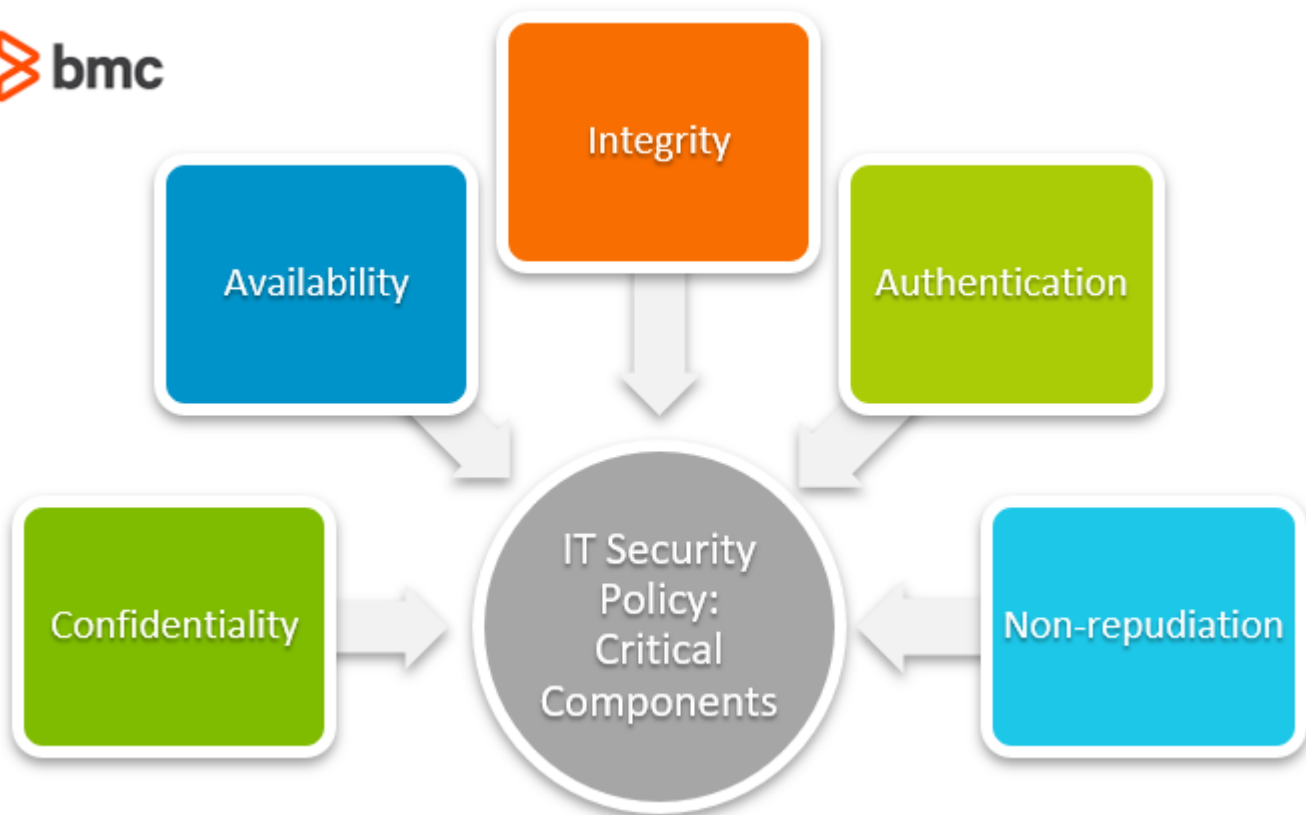 bmc
Integrity
Availability
Authentication
Confidentiality
IT Security
Policy:
Critical
Components
Non-repudiation